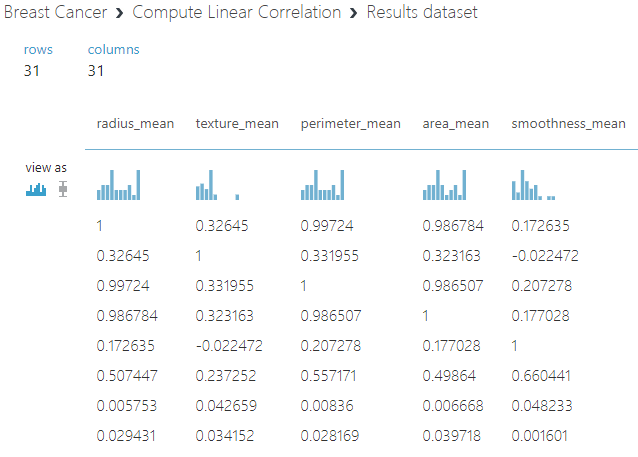 Breast Cancer ❯ Compute Linear Correlation ❯ Results dataset
rows columns
31 31
radius_mean texture_mean perimeter_mean area_mean smoothness_mean
view as
1 0.32645 0.99724 0.986784 0.172635
0.32645 1 0.331955 0.323163 -0.022472
0.99724 0.331955 1 0.986507 0.207278
0.986784 0.323163 0.986507 1 0.177028
0.172635 -0.022472 0.207278 0.177028 1
0.507447 0.237252 0.557171 0.49864 0.660441
0.005753 0.042659 0.00836 0.006668 0.048233
0.029431 0.034152 0.028169 0.039718 0.001601